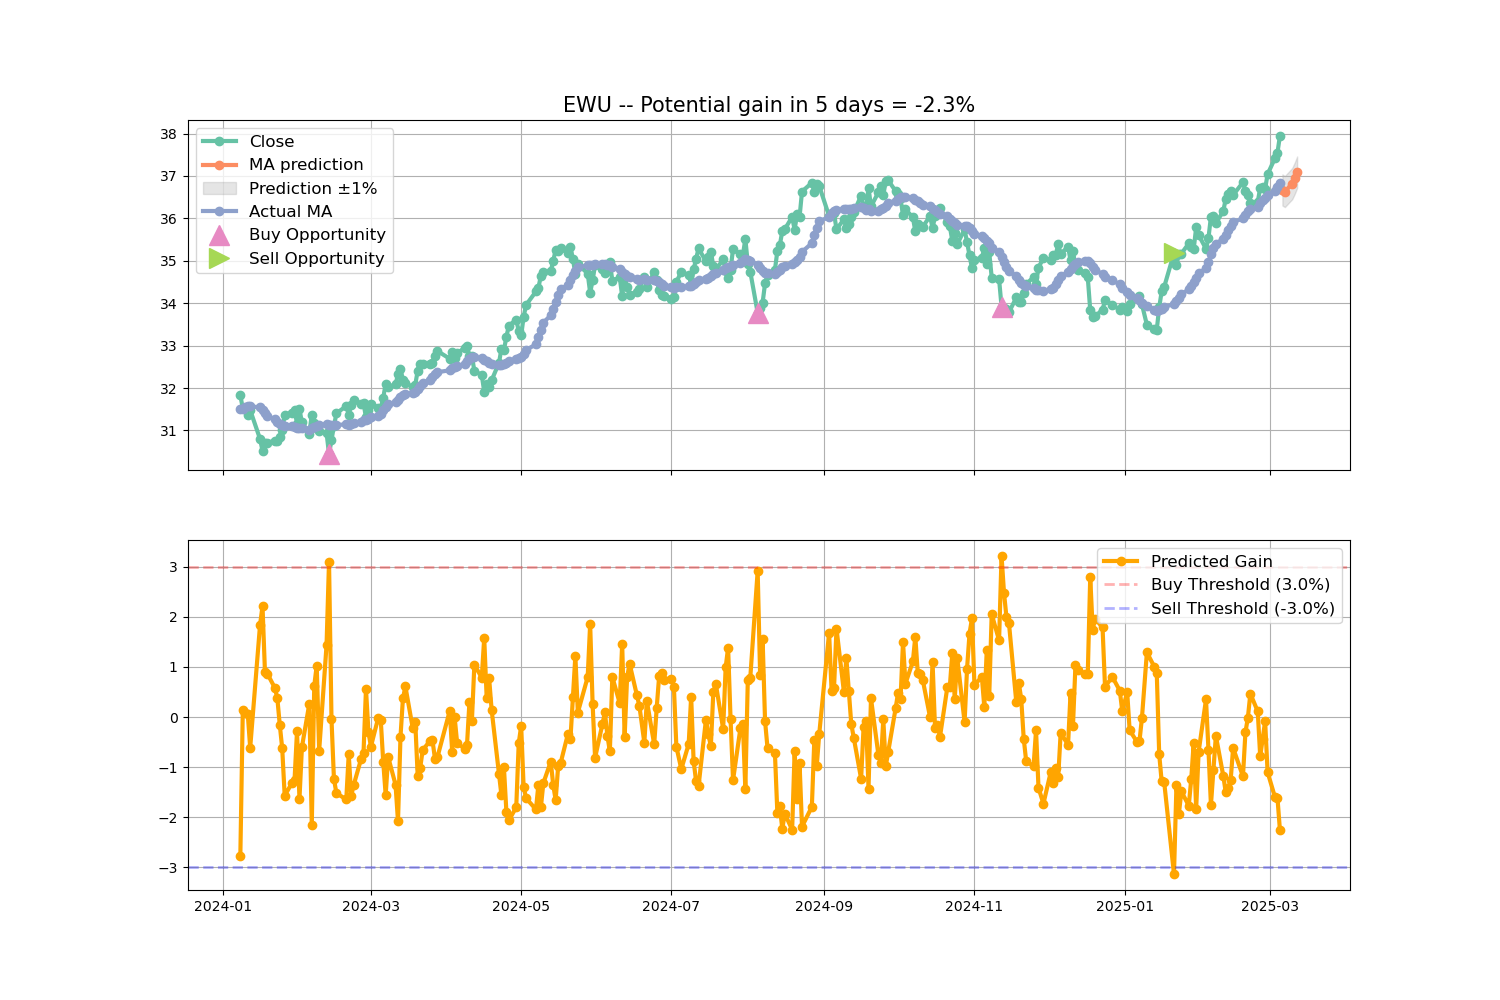 EWU -- Potential gain in 5 days = -2.3%
38
37
36
35
34
33
32
31
Close
MA prediction
Prediction ±1%
Actual MA
Buy Opportunity
Sell Opportunity
3
2
1
0
−1
−2
−3
Predicted Gain
Buy Threshold (3.0%)
Sell Threshold (-3.0%)
2024-01
2024-03
2024-05
2024-07
2024-09
2024-11
2025-01
2025-03